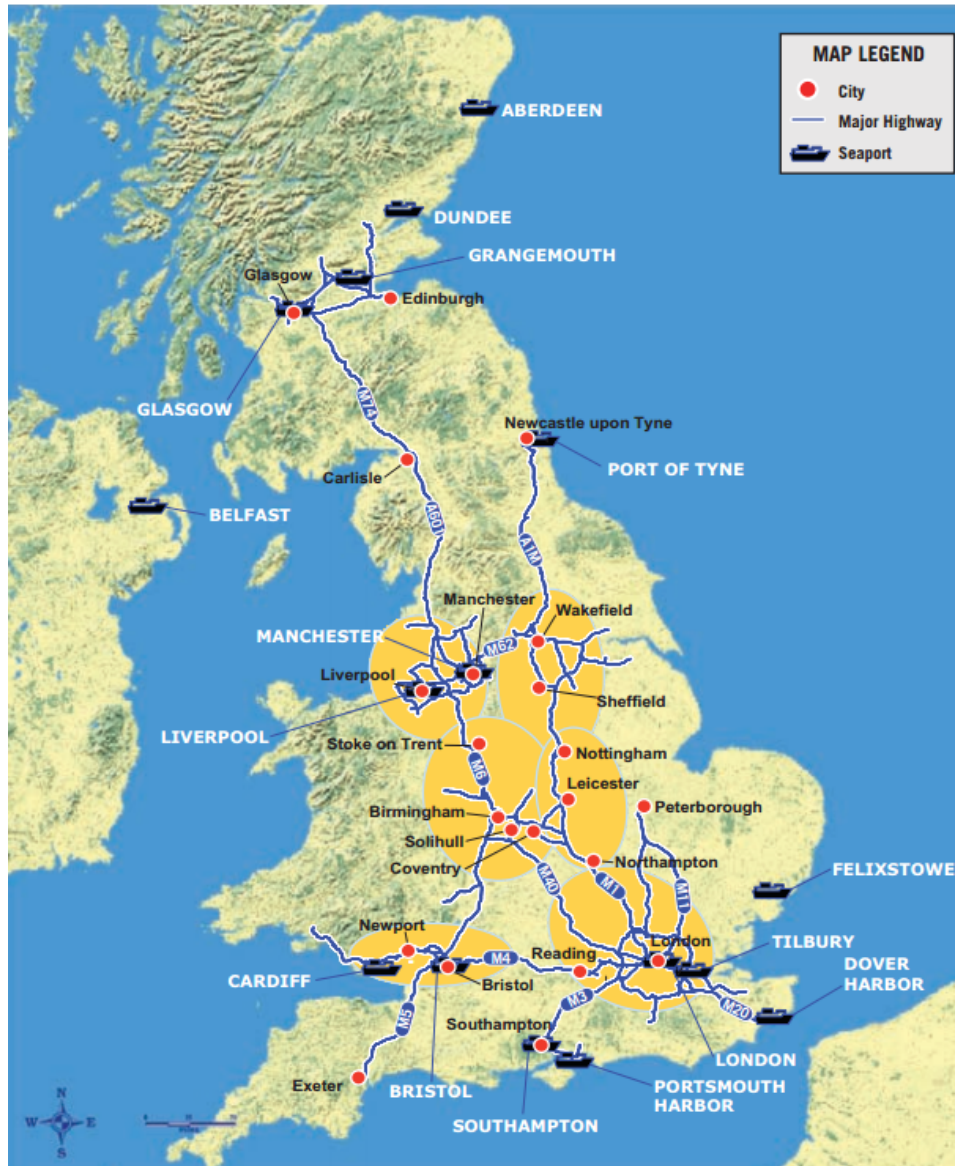 MAP LEGEND
City
Major Highway
Seaport
ABERDEEN
DUNDEE
GRANGEMOUTH
Glasgow
Edinburgh
GLASGOW
M74
Newcastle upon Tyne
PORT OF TYNE
Carlisle
BELFAST
A601
A1M
Manchester
Wakefield
MANCHESTER
M62
Liverpool
Sheffield
LIVERPOOL
Stoke on Trent
Nottingham
M6
Leicester
Birmingham
Peterborough
Solihull
Coventry
Northampton
M40
M1
M11
FELIXSTOWE
Newport
Reading
London
TILBURY
M4
CARDIFF
Bristol
DOVER
HARBOR
M3
M20
M5
Southampton
LONDON
Exeter
BRISTOL
PORTSMOUTH
HARBOR
SOUTHAMPTON
N
W
E
S